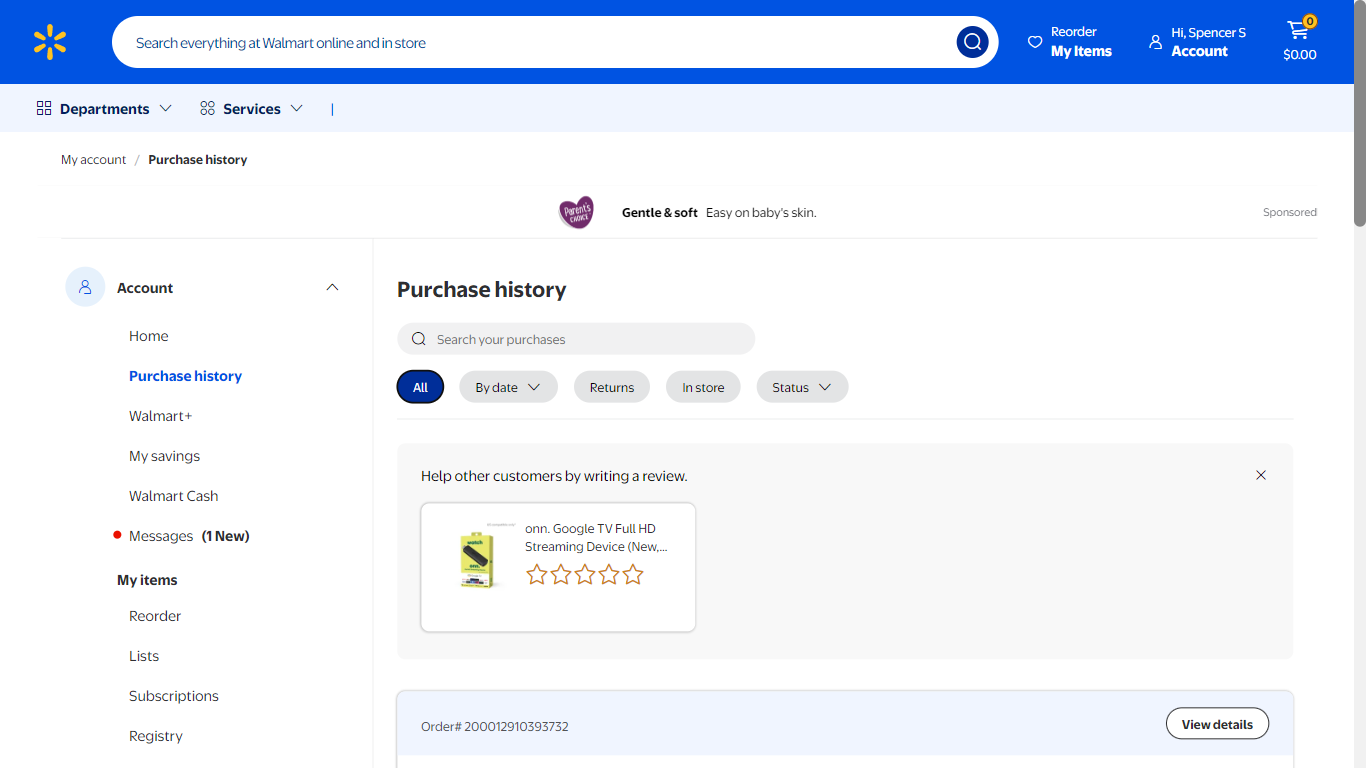 Search everything at Walmart online and in store
Reorder
My Items
Hi, Spencer S
Account
0
$0.00
Departments
Services
My account / Purchase history
Parent's
CHOICE
Gentle & soft Easy on baby's skin.
Sponsored
Account
Home
Purchase history
Walmart+
My savings
Walmart Cash
Messages (1 New)
My items
Reorder
Lists
Subscriptions
Registry
Purchase history
Search your purchases
All
By date
Returns
In store
Status
Help other customers by writing a review.
watch
onn.
onn. Google TV Full HD
Streaming Device (New,...
Order# 200012910393732
View details